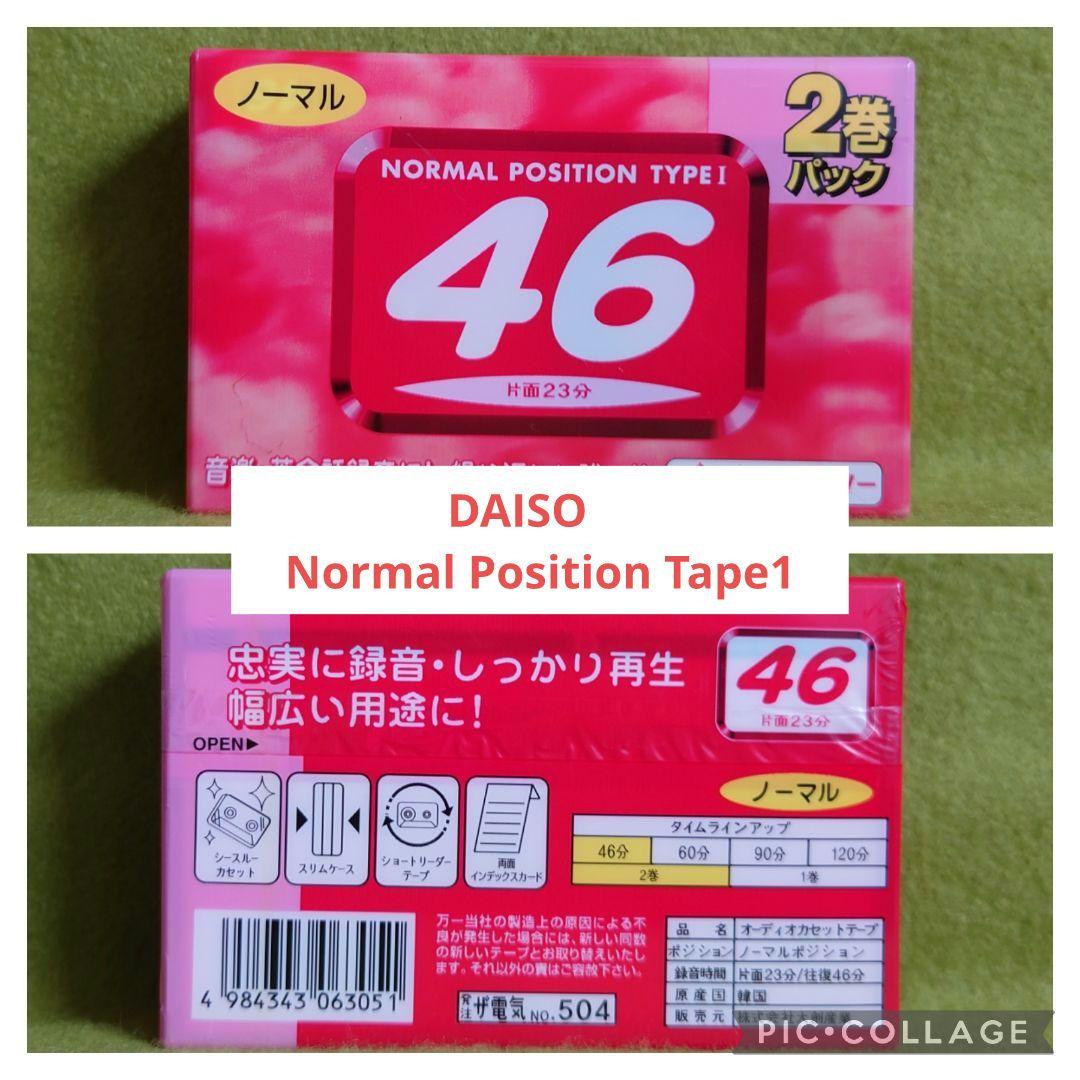 ノーマル
2巻
パック
NORMAL POSITION TYPE I
46
片面23分
DAISO
Normal Position Tape1
忠実に録音・しっかり再生
幅広い用途に!
46
片面23分
OPEN▶
ノーマル
シースルー
カセット
スリムケース
ショートリーダー
テープ
両面
インデックスカード
タイムラインアップ
46分 60分 90分 120分
2巻 1巻
万一当社の製造上の原因による不
良が発生した場合には、新しい同数
の新しいテープとお取り替えいたし
ます。それ以外の責はご容赦下さい。
4 984343 063051
発注 ザ電気 NO.504
品名 オーディオカセットテープ
ポジション ノーマルポジション
録音時間 片面23分/往復46分
原産国 韓国
販売元 株式会社大創産業
PIC•COLLAGE